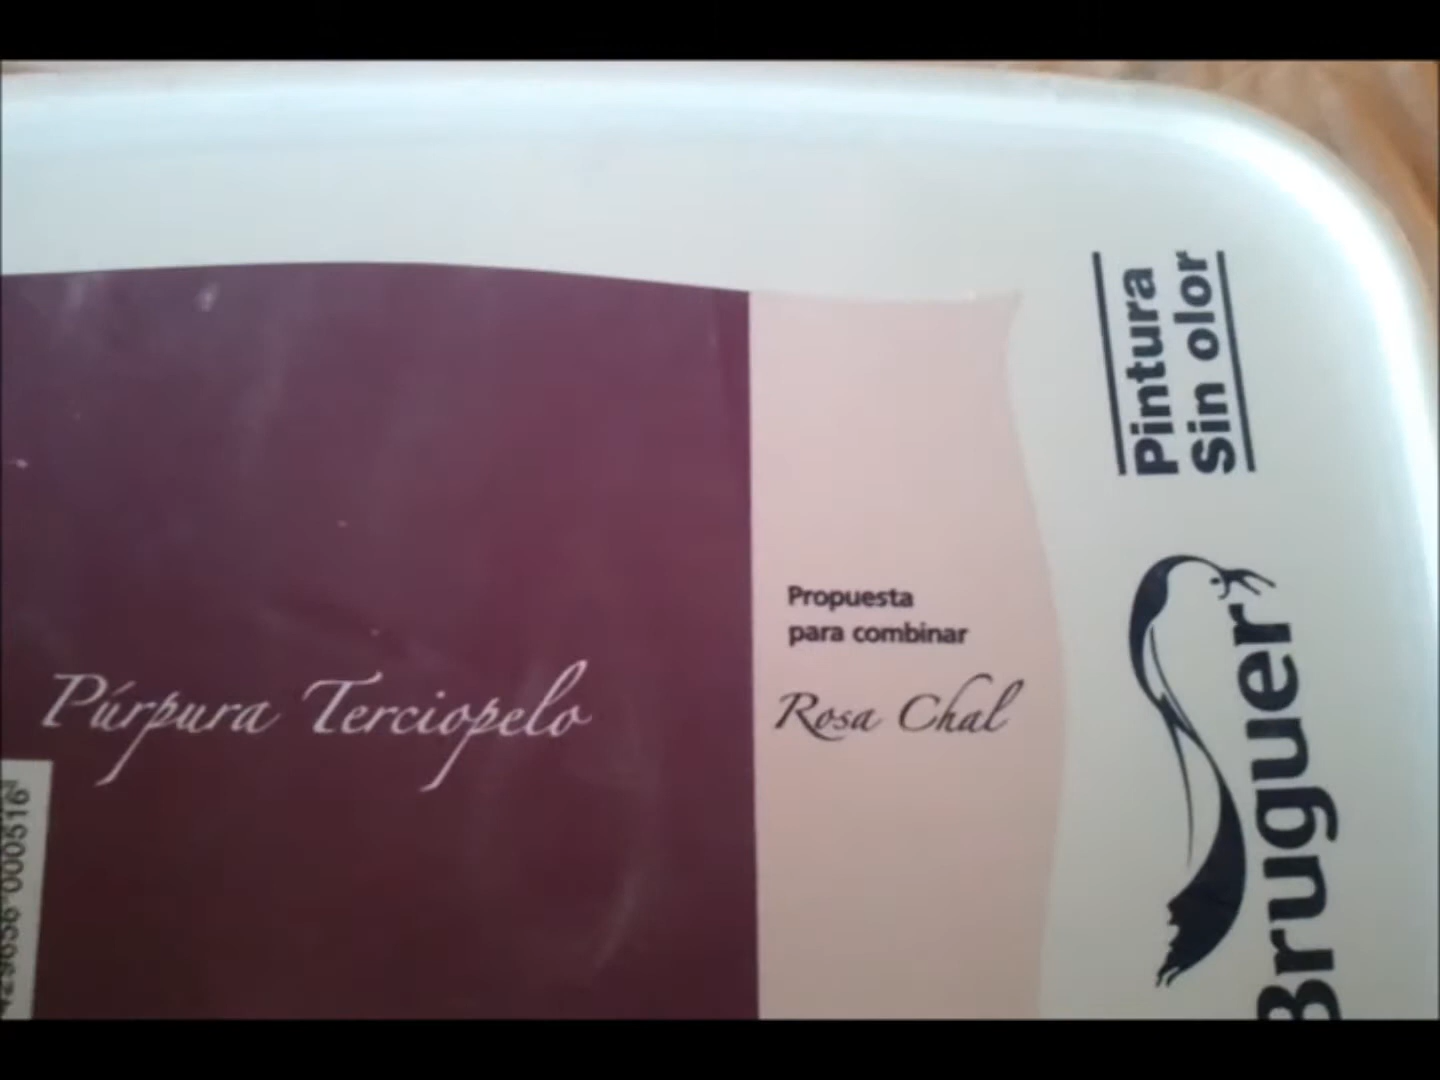 Pintura
Sin olor
Bruguer
Propuesta
para combinar
Púrpura Terciopelo
Rosa Chal